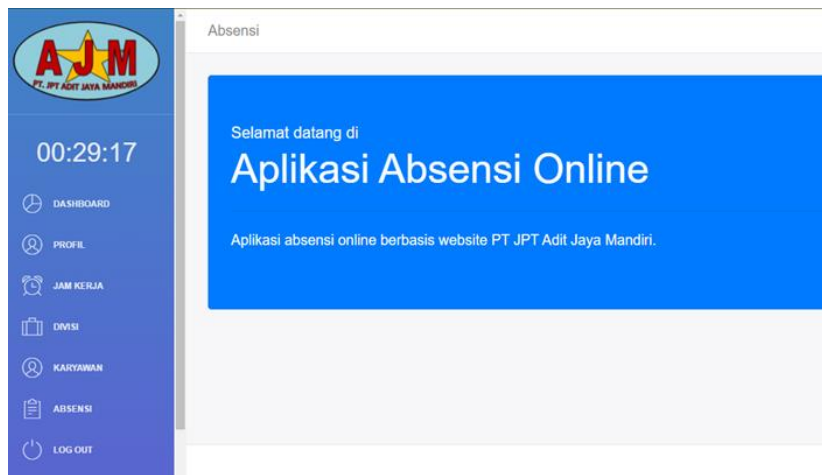 AJM
PT. JPT ADIT JAYA MANDIRI
00:29:17
DASHBOARD
PROFIL
JAM KERJA
DIVISI
KARYAWAN
ABSENSI
LOG OUT
Absensi
Selamat datang di
Aplikasi Absensi Online
Aplikasi absensi online berbasis website PT JPT Adit Jaya Mandiri.